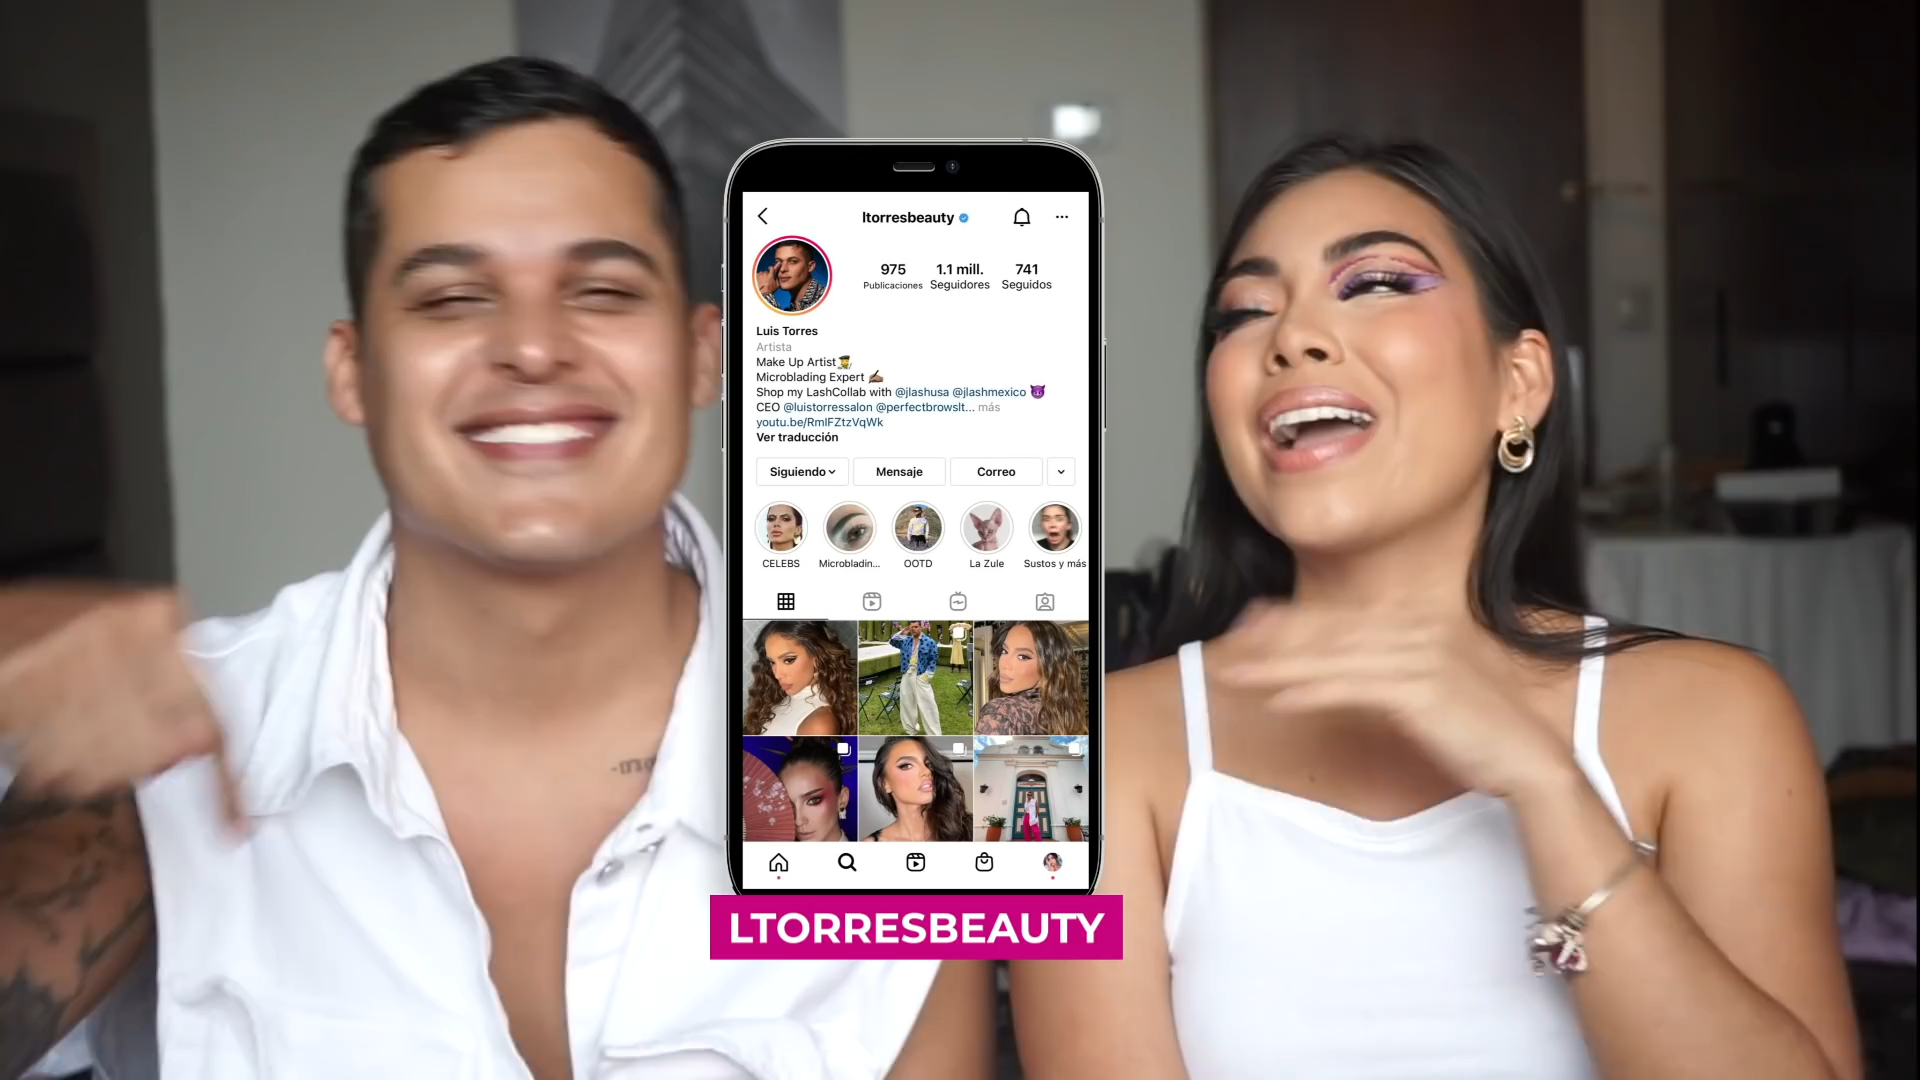 ltorresbeauty
975 1.1 mill. 741
Publicaciones Seguidores Seguidos
Luis Torres
Artista
Make Up Artist
Microblading Expert
Shop my LashCollab with @jlashusa @jlashmexico
CEO @luistorressalon @perfectbrowslt... más
youtu.be/RmIFZtzVqWk
Ver traducción
Siguiendo Mensaje Correo
CELEBS Microbladin... OOTD La Zule Sustos y más
LTORRESBEAUTY